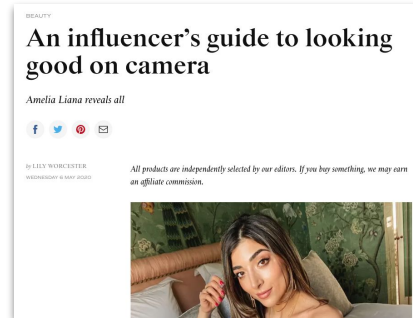 BEAUTY
An influencer's guide to looking
good on camera
Amelia Liana reveals all
by LILY WORCESTER
WEDNESDAY 6 MAY 2020
All products are independently selected by our editors. If you buy something, we may earn
an affiliate commission.